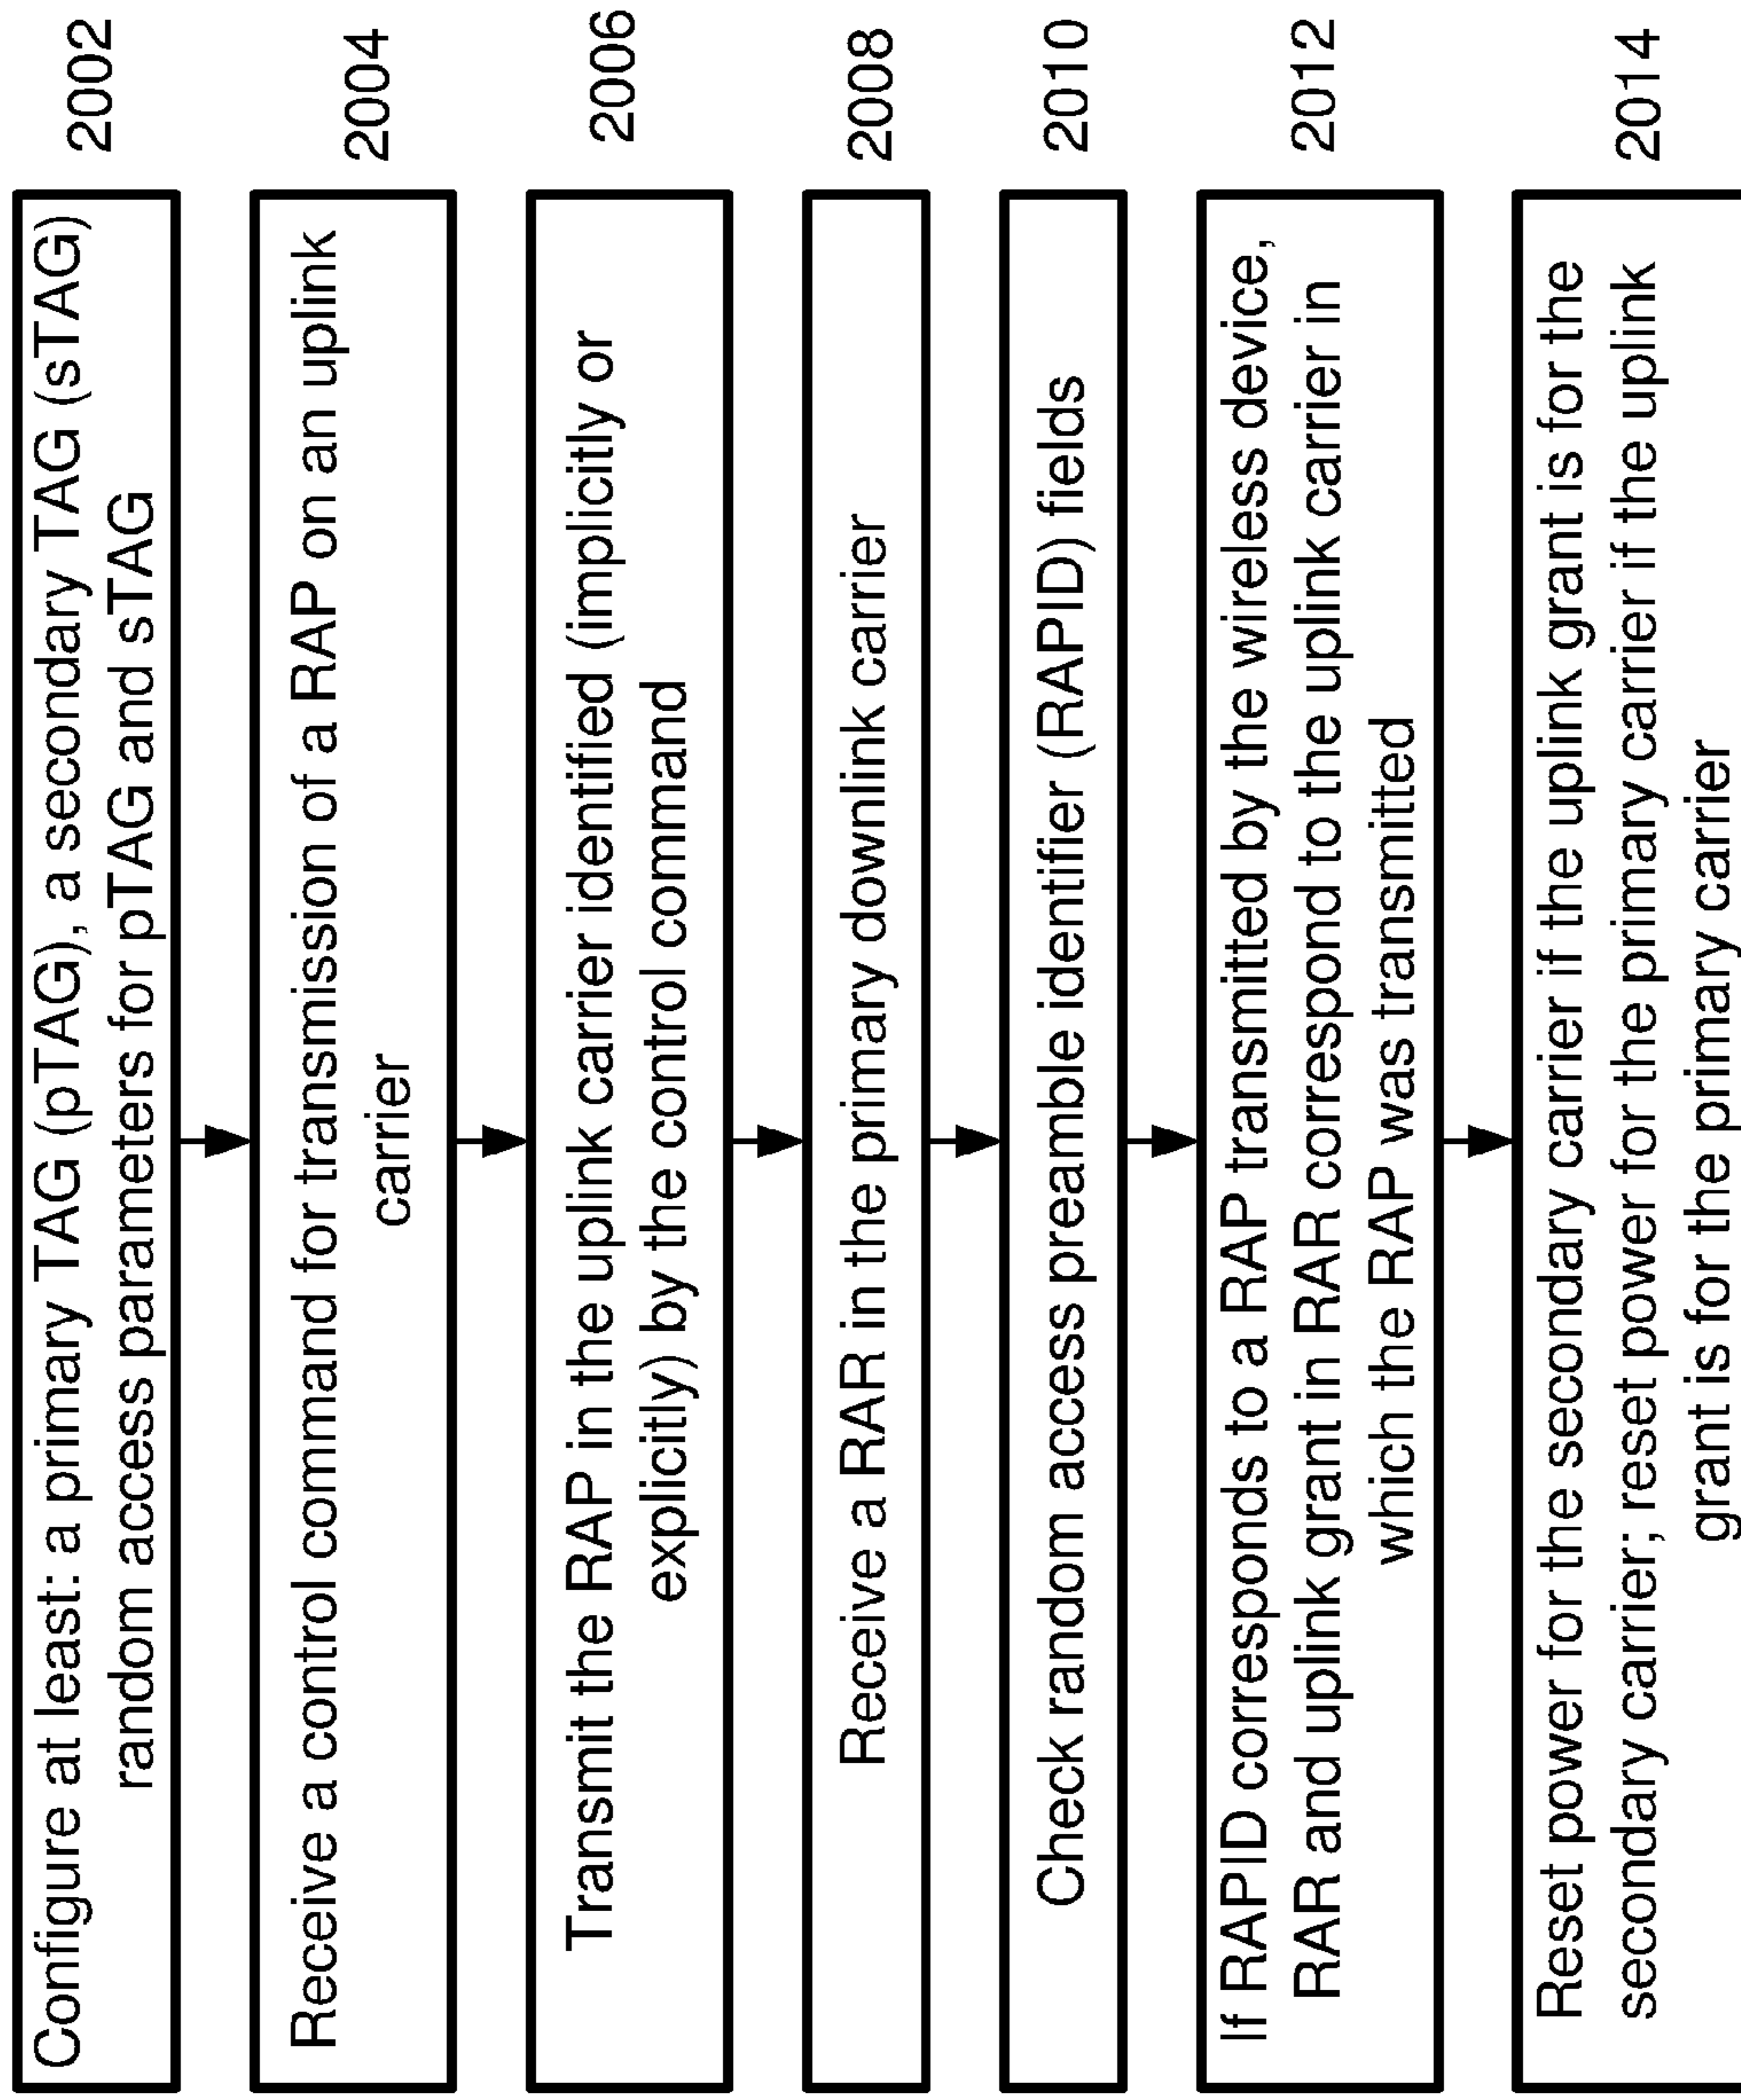 Configure at least: a primary TAG (pTAG), a secondary TAG (sTAG)
random access parameters for pTAG and sTAG
2002
Receive a control command for transmission of a RAP on an uplink
carrier
2004
Transmit the RAP in the uplink carrier identified (implicitly or
explicitly) by the control command
2006
Receive a RAR in the primary downlink carrier
2008
Check random access preamble identifier (RAPID) fields
2010
If RAPID corresponds to a RAP transmitted by the wireless device,
RAR and uplink grant in RAR correspond to the uplink carrier in
which the RAP was transmitted
2012
Reset power for the secondary carrier if the uplink grant is for the
secondary carrier; reset power for the primary carrier if the uplink
grant is for the primary carrier
2014